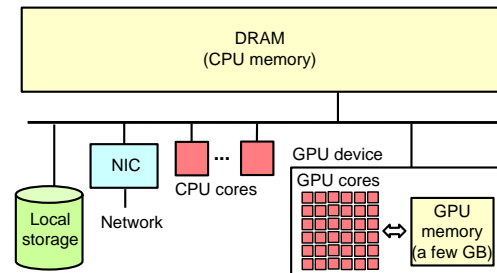 DRAM
(CPU memory)
NIC
...
CPU cores
Network
Local
storage
GPU device
GPU cores
GPU
memory
(a few GB)